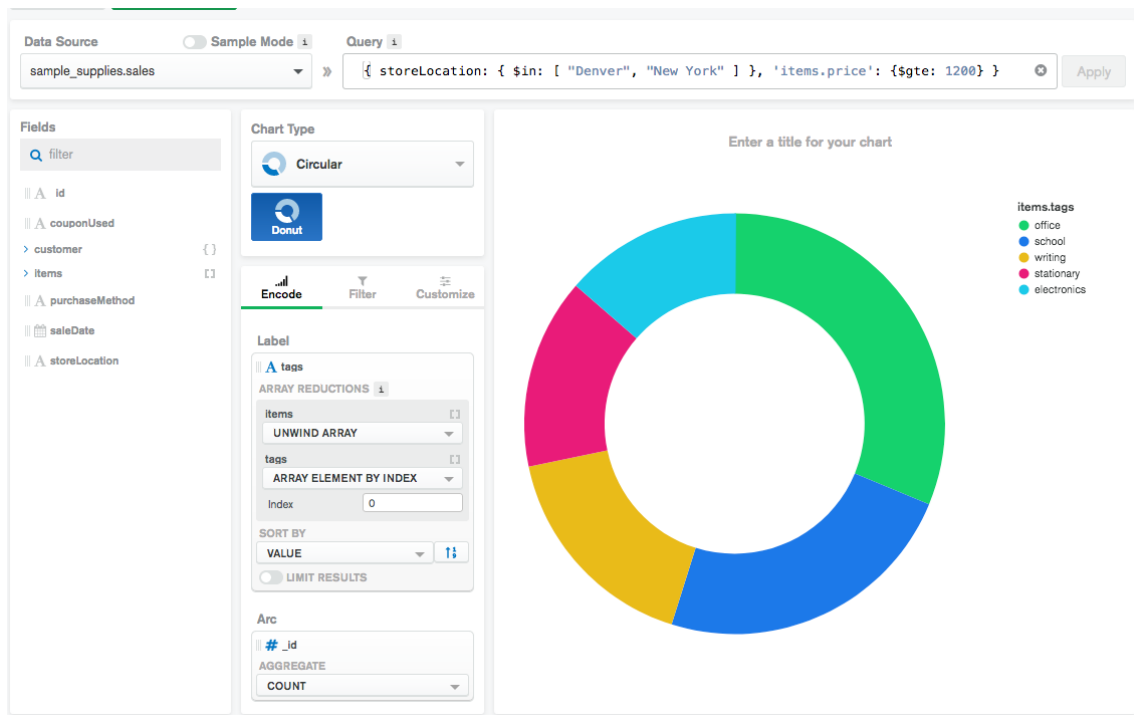 Data Source
Sample Mode i
Query i
sample_supplies.sales
»
{ storeLocation: { $in: [ "Denver", "New York" ] }, 'items.price': {$gte: 1200} }
Apply
Fields
filter
A id
A couponUsed
> customer { }
> items [ ]
A purchaseMethod
saleDate
A storeLocation
Chart Type
Circular
Donut
Encode
Filter
Customize
Label
A tags
ARRAY REDUCTIONS i
items [ ]
UNWIND ARRAY
tags [ ]
ARRAY ELEMENT BY INDEX
Index 0
SORT BY
VALUE
LIMIT RESULTS
Arc
# _id
AGGREGATE
COUNT
Enter a title for your chart
items.tags
office
school
writing
stationary
electronics